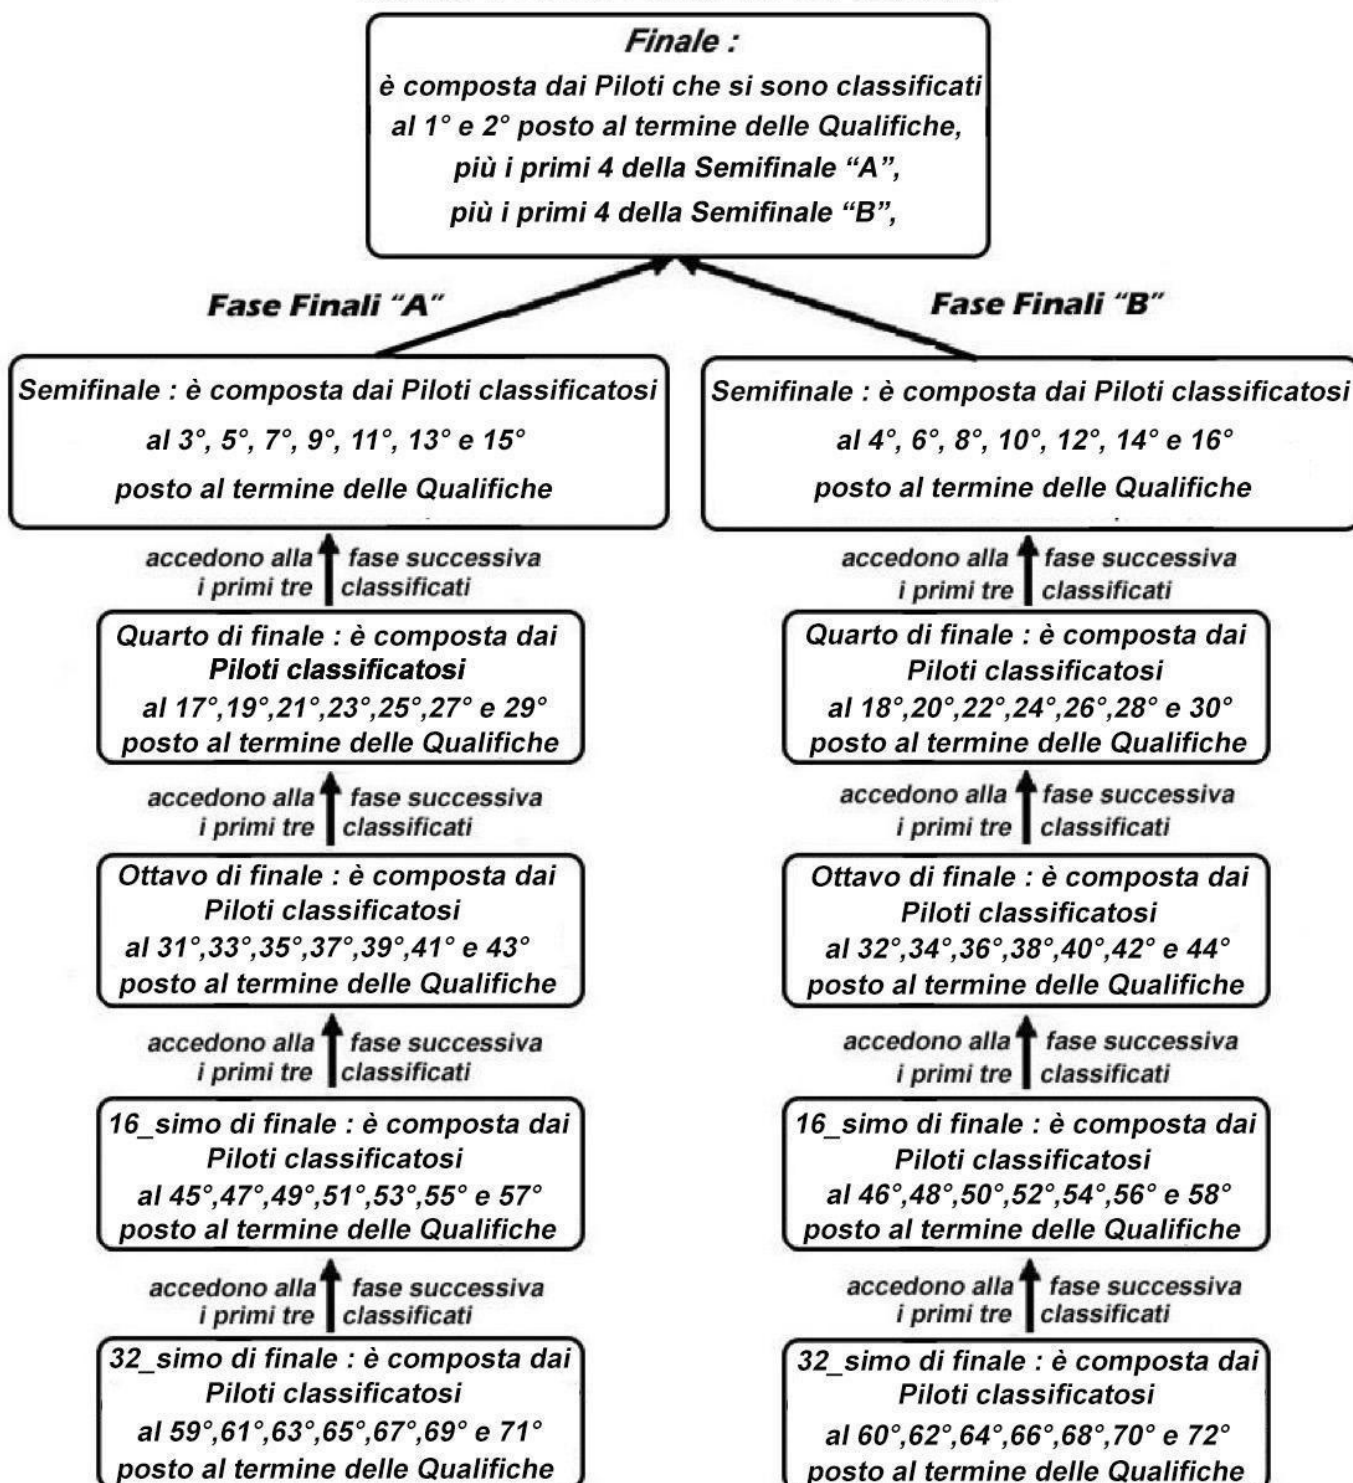 Finale :
è composta dai Piloti che si sono classificati
al 1° e 2° posto al termine delle Qualifiche,
più i primi 4 della Semifinale “A”,
più i primi 4 della Semifinale “B”,
Fase Finali “A”
Fase Finali “B”
Semifinale : è composta dai Piloti classificatosi
al 3°, 5°, 7°, 9°, 11°, 13° e 15°
posto al termine delle Qualifiche
Semifinale : è composta dai Piloti classificatosi
al 4°, 6°, 8°, 10°, 12°, 14° e 16°
posto al termine delle Qualifiche
accedono alla fase successiva
i primi tre classificati
accedono alla fase successiva
i primi tre classificati
Quarto di finale : è composta dai
Piloti classificatosi
al 17°,19°,21°,23°,25°,27° e 29°
posto al termine delle Qualifiche
Quarto di finale : è composta dai
Piloti classificatosi
al 18°,20°,22°,24°,26°,28° e 30°
posto al termine delle Qualifiche
accedono alla fase successiva
i primi tre classificati
accedono alla fase successiva
i primi tre classificati
Ottavo di finale : è composta dai
Piloti classificatosi
al 31°,33°,35°,37°,39°,41° e 43°
posto al termine delle Qualifiche
Ottavo di finale : è composta dai
Piloti classificatosi
al 32°,34°,36°,38°,40°,42° e 44°
posto al termine delle Qualifiche
accedono alla fase successiva
i primi tre classificati
accedono alla fase successiva
i primi tre classificati
16_simo di finale : è composta dai
Piloti classificatosi
al 45°,47°,49°,51°,53°,55° e 57°
posto al termine delle Qualifiche
16_simo di finale : è composta dai
Piloti classificatosi
al 46°,48°,50°,52°,54°,56° e 58°
posto al termine delle Qualifiche
accedono alla fase successiva
i primi tre classificati
accedono alla fase successiva
i primi tre classificati
32_simo di finale : è composta dai
Piloti classificatosi
al 59°,61°,63°,65°,67°,69° e 71°
posto al termine delle Qualifiche
32_simo di finale : è composta dai
Piloti classificatosi
al 60°,62°,64°,66°,68°,70° e 72°
posto al termine delle Qualifiche